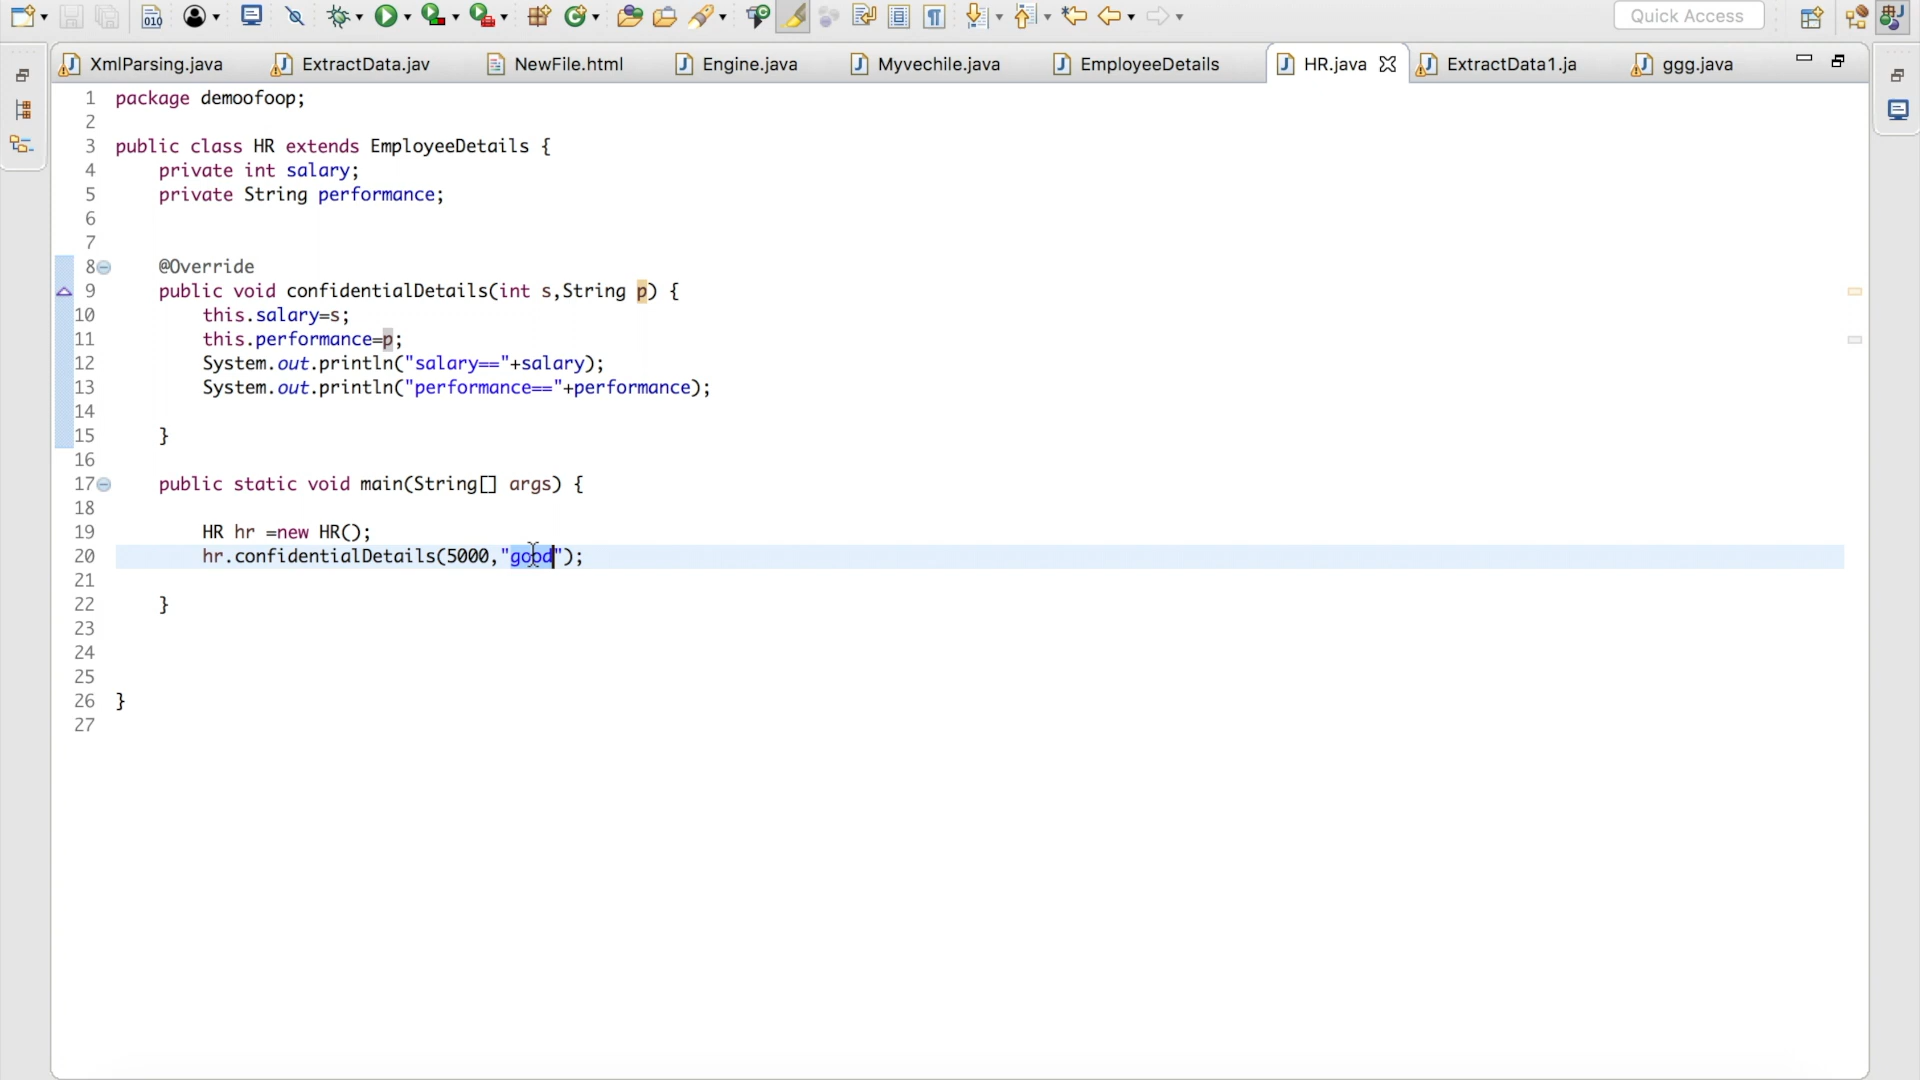 010
Quick Access
XmlParsing.java
ExtractData.jav
NewFile.html
Engine.java
Myvechile.java
EmployeeDetails
HR.java
ExtractData1.ja
ggg.java
1 package demoofoop;
2
3 public class HR extends EmployeeDetails {
4 private int salary;
5 private String performance;
6
7
8 @Override
9 public void confidentialDetails(int s,String p) {
10 this.salary=s;
11 this.performance=p;
12 System.out.println("salary=="+salary);
13 System.out.println("performance=="+performance);
14
15 }
16
17 public static void main(String[] args) {
18
19 HR hr =new HR();
20 hr.confidentialDetails(5000,"good");
21
22 }
23
24
25
26 }
27